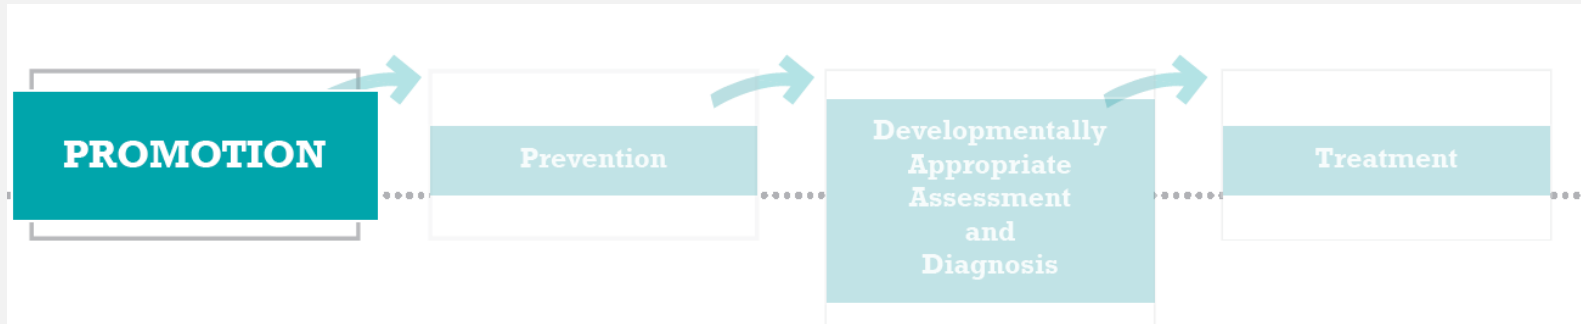 PROMOTION
Prevention
Developmentally
Appropriate
Assessment
and
Diagnosis
Treatment